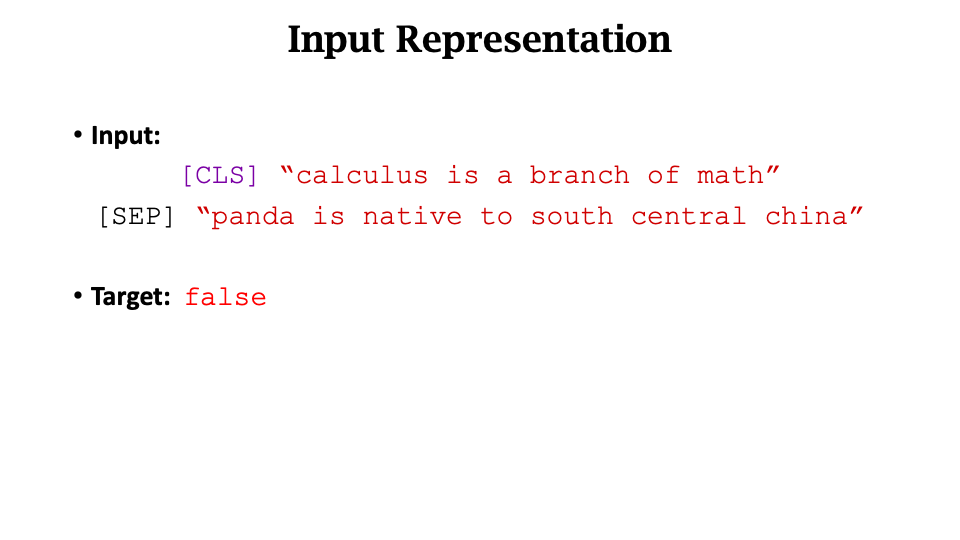 Input Representation
• Input:
[CLS] “calculus is a branch of math”
[SEP] “panda is native to south central china”
• Target: false